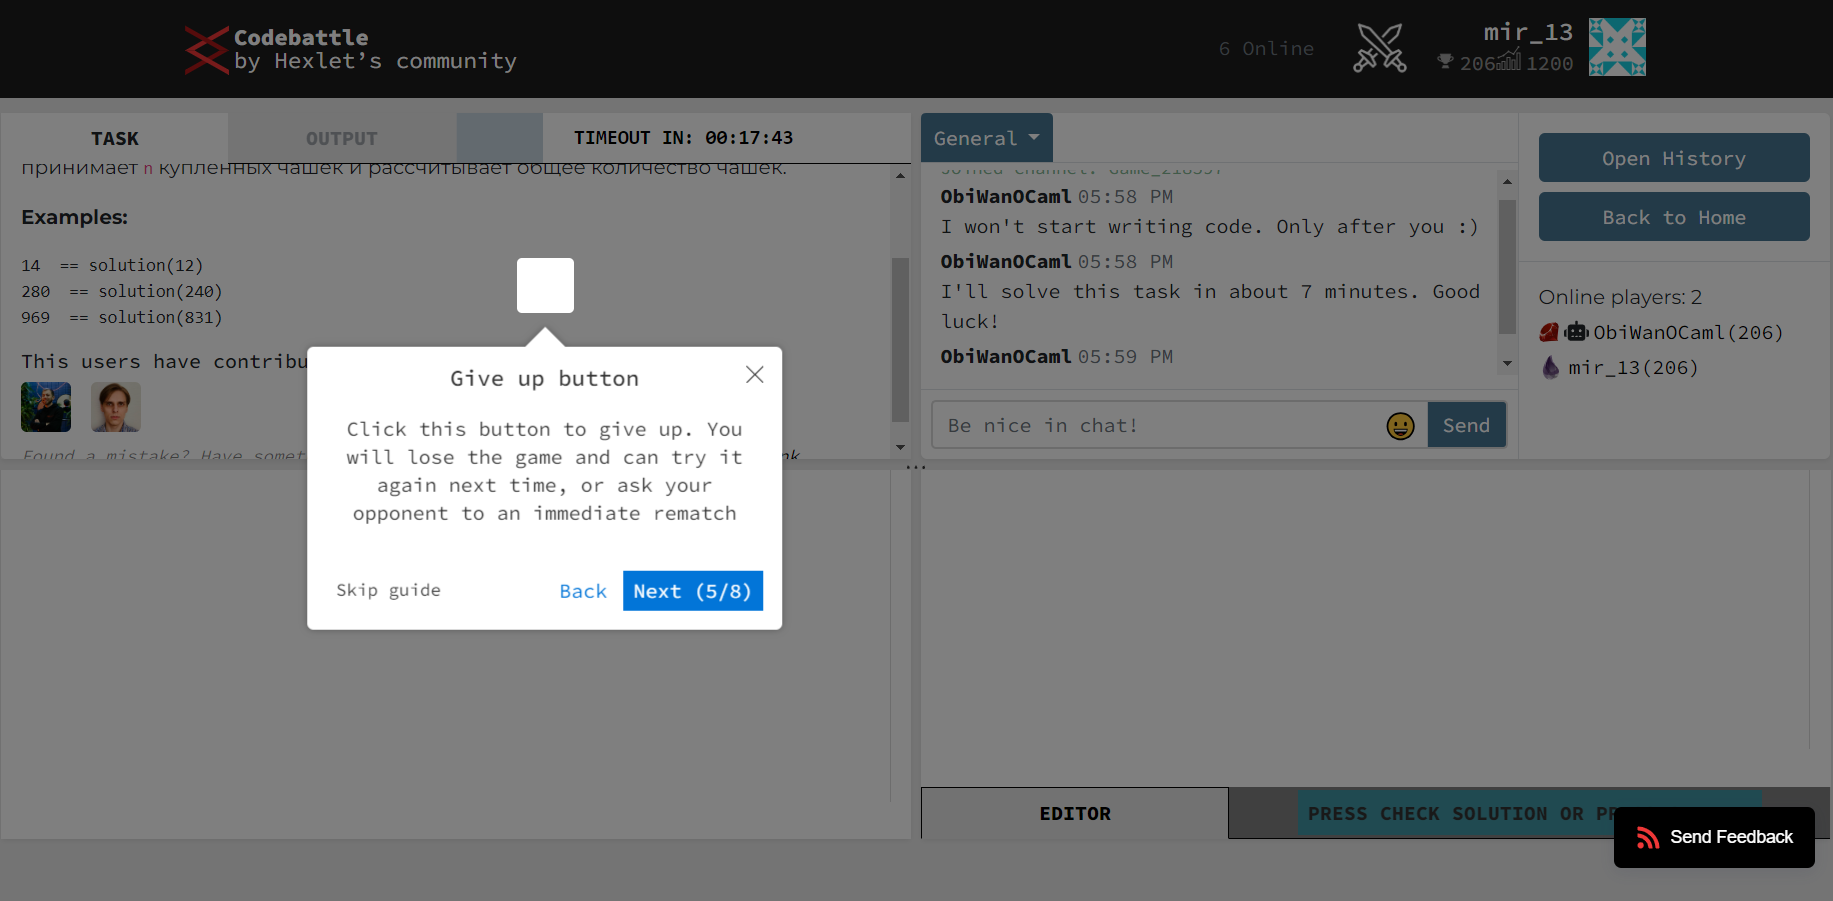 Codebattle
by Hexlet’s community
6 Online
mir_13
206 1200
TASK
OUTPUT
TIMEOUT IN: 00:17:43
принимает n купленных чашек и рассчитывает общее количество чашек.
Examples:
14 == solution(12)
280 == solution(240)
969 == solution(831)
This users have
Found a mistake? Have
General
Joined channel:
ObiWanOCaml 05:58 PM
I won't start writing code. Only after you :)
ObiWanOCaml 05:58 PM
I'll solve this task in about 7 minutes. Good
luck!
ObiWanOCaml 05:59 PM
Be nice in chat!
Send
Open History
Back to Home
Online players: 2
ObiWanOCaml(206)
mir_13(206)
Give up button
Click this button to give up. You
will lose the game and can try it
again next time, or ask your
opponent to an immediate rematch
Skip guide
Back
Next (5/8)
EDITOR
PRESS CHECK SOLUTION OR
Send Feedback